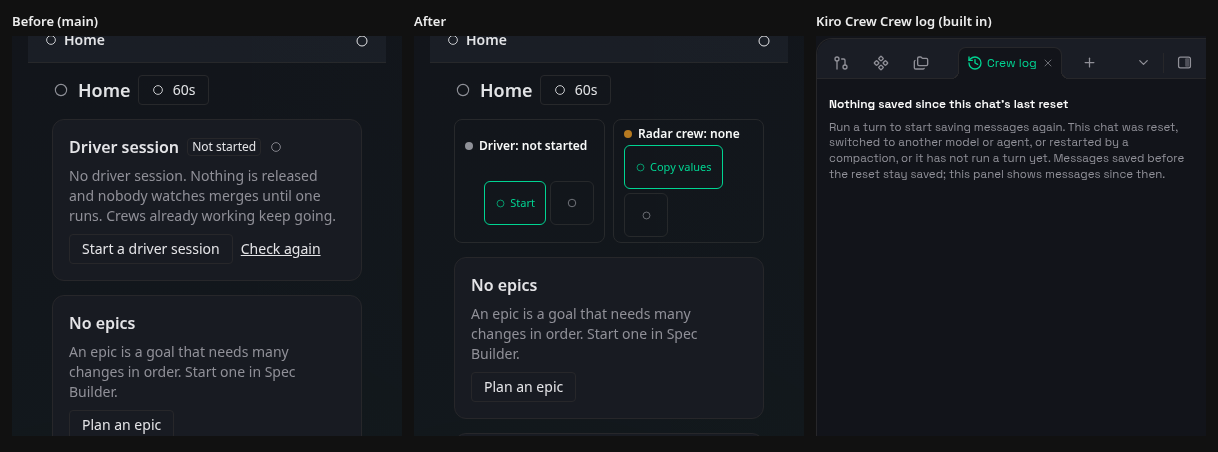 Before (main)
Home
Home
60s
Driver session
Not started
No driver session. Nothing is released
and nobody watches merges until one
runs. Crews already working keep going.
Start a driver session
Check again
No epics
An epic is a goal that needs many
changes in order. Start one in Spec
Builder.
Plan an epic
After
Home
Home
60s
Driver: not started
Start
Radar crew: none
Copy values
No epics
An epic is a goal that needs many
changes in order. Start one in Spec
Builder.
Plan an epic
Kiro Crew Crew log (built in)
Crew log
Nothing saved since this chat's last reset
Run a turn to start saving messages again. This chat was reset,
switched to another model or agent, or restarted by a
compaction, or it has not run a turn yet. Messages saved before
the reset stay saved; this panel shows messages since then.